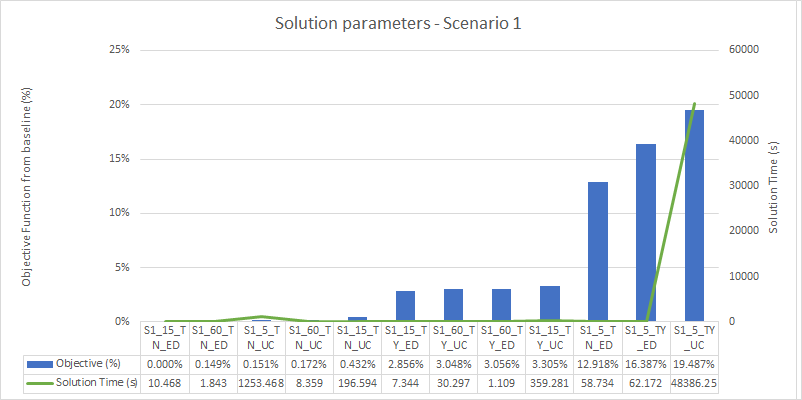 Solution parameters - Scenario 1
25%
20%
15%
10%
5%
0%
Objective Function from baseline (%)
60000
50000
40000
30000
20000
10000
0
Solution Time (s)
S1_15_T S1_60_T S1_5_T S1_60_T S1_15_T S1_15_T S1_60_T S1_60_T S1_15_T S1_5_T S1_5_TY S1_5_TY
N_ED N_ED N_UC N_UC N_UC Y_ED Y_UC Y_ED Y_UC N_ED _ED _UC
Objective (%) 0.000% 0.149% 0.151% 0.172% 0.432% 2.856% 3.048% 3.056% 3.305% 12.918% 16.387% 19.487%
Solution Time (s) 10.468 1.843 1253.468 8.359 196.594 7.344 30.297 1.109 359.281 58.734 62.172 48386.25